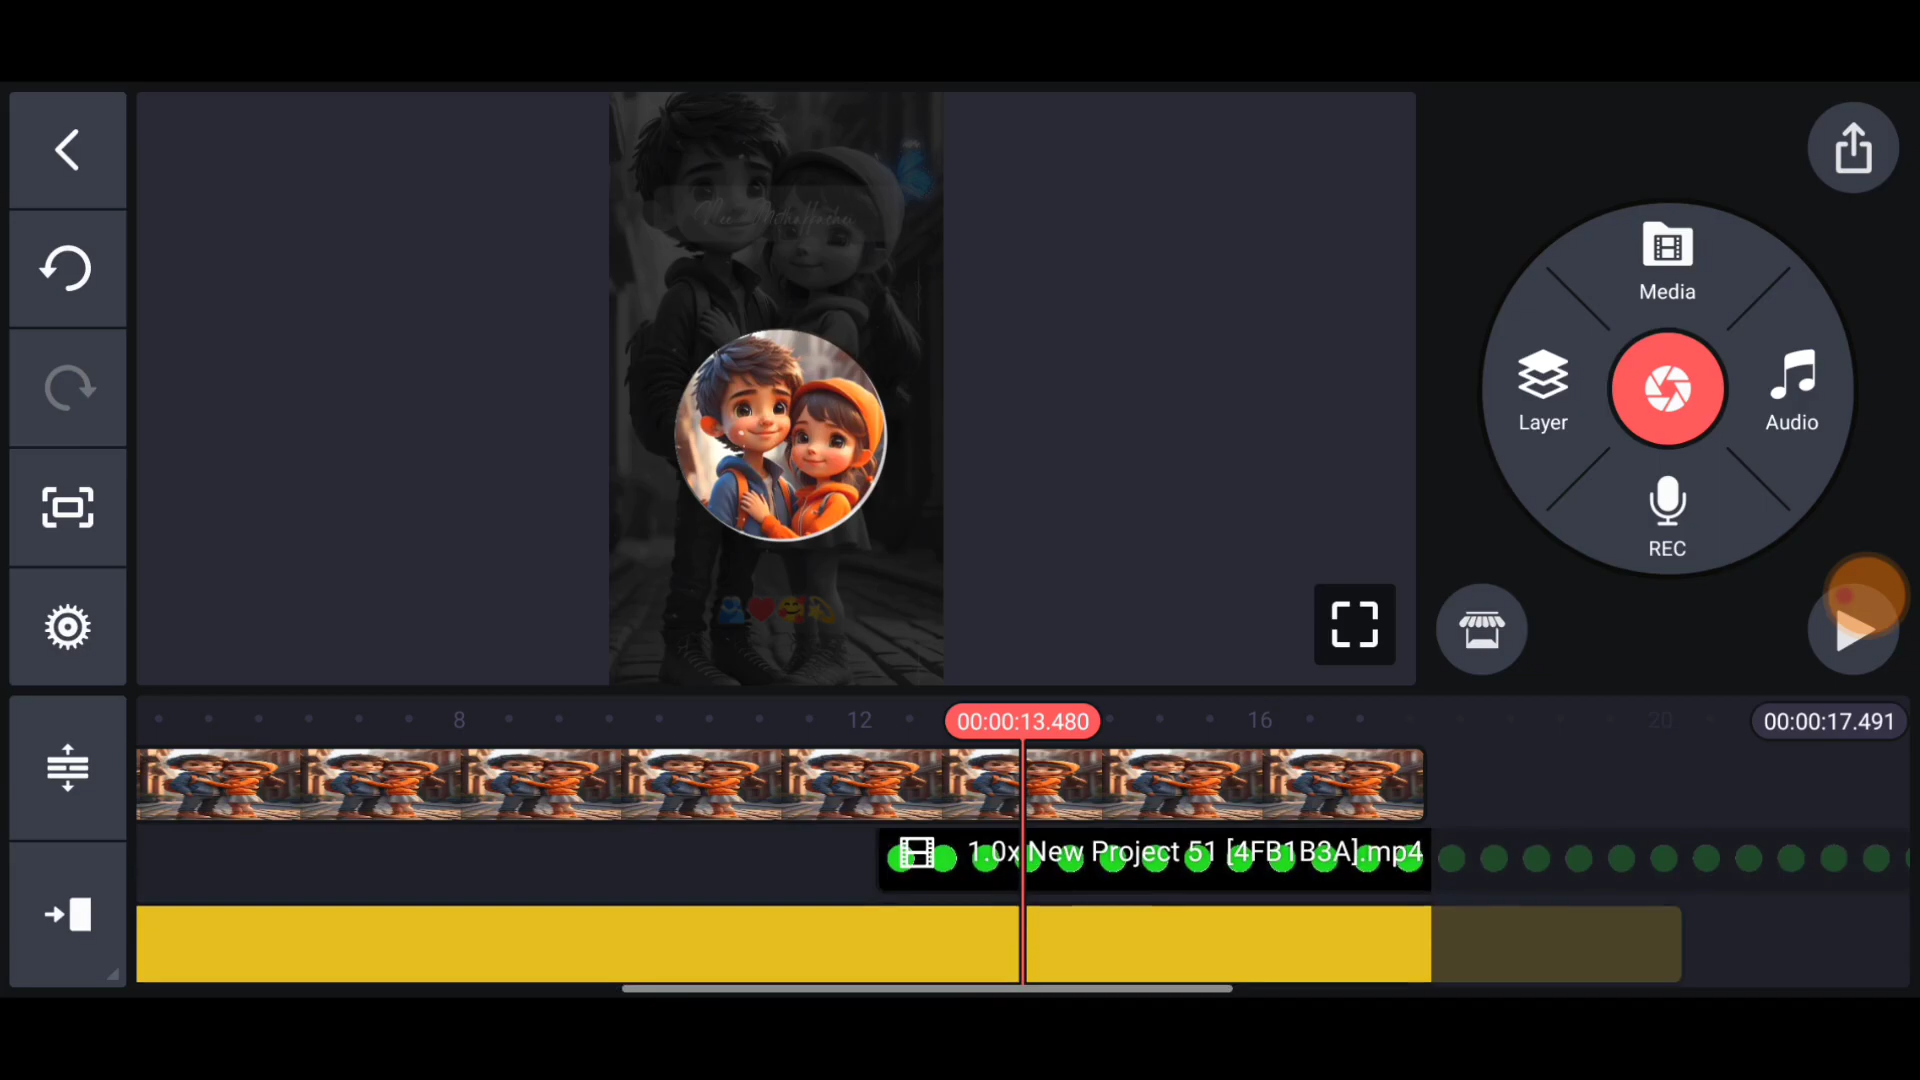 Media
Layer
Audio
REC
8
12
00:00:13.480
16
20
00:00:17.491
1.0x New Project 51 [4FB1B3A].mp4